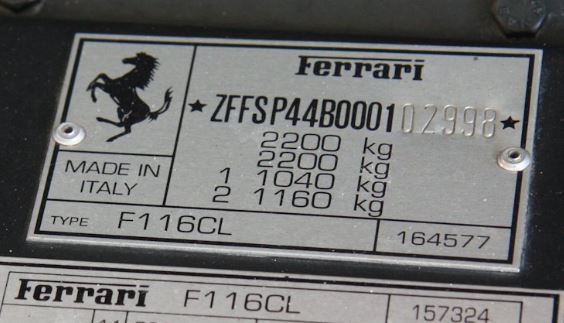 Ferrari
★ZFFSP44B000102998★
2200 kg
2200 kg
1 1040 kg
2 1160 kg
MADE IN
ITALY
TYPE F116CL
164577
Ferrari F116CL
157324